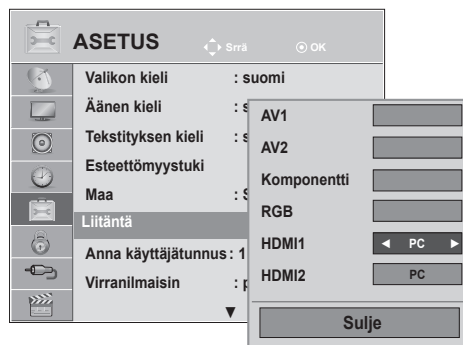 ASETUS
Srrä
OK
Valikon kieli : suomi
Äänen kieli : s
Tekstityksen kieli : s
Esteettömyystuki
Maa : S
Liitäntä
Anna käyttäjätunnus : 1
Virranilmaisin : p
▼
AV1
AV2
Komponentti
RGB
HDMI1 ◄ PC ►
HDMI2 PC
Sulje